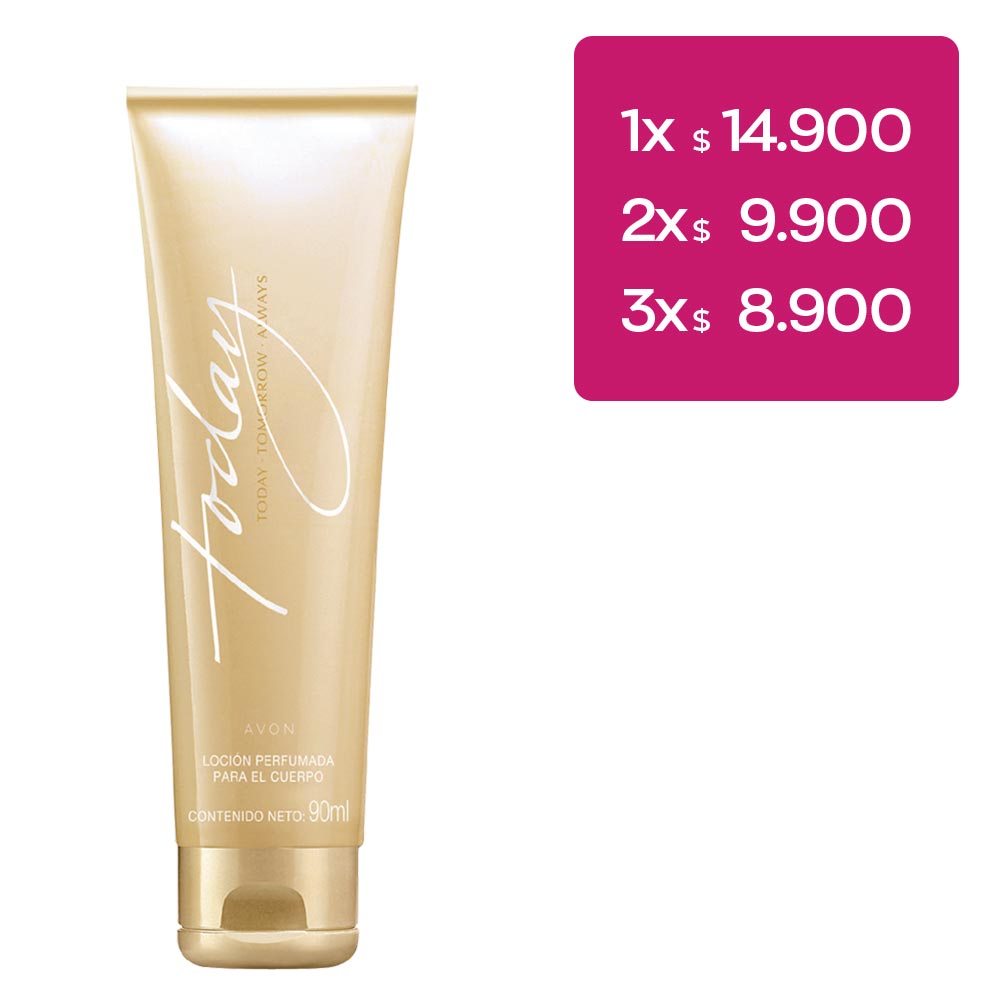 today
TODAY · TOMORROW · ALWAYS
AVON
LOCIÓN PERFUMADA
PARA EL CUERPO
CONTENIDO NETO: 90ml
1x $ 14.900
2x $ 9.900
3x $ 8.900